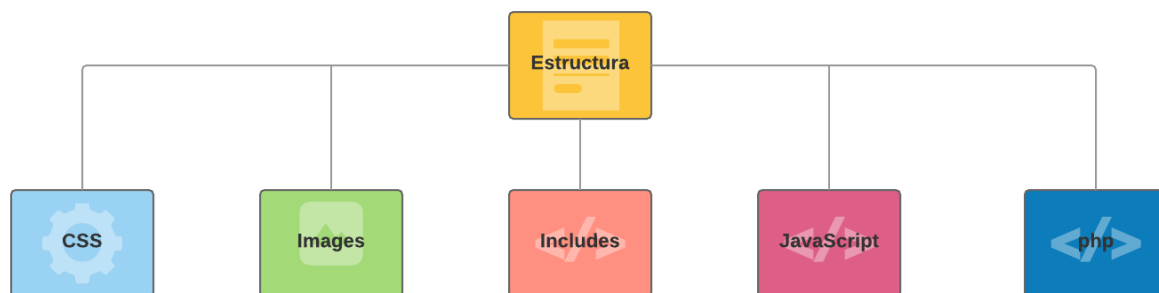 Estructura
CSS
Images
Includes
JavaScript
php